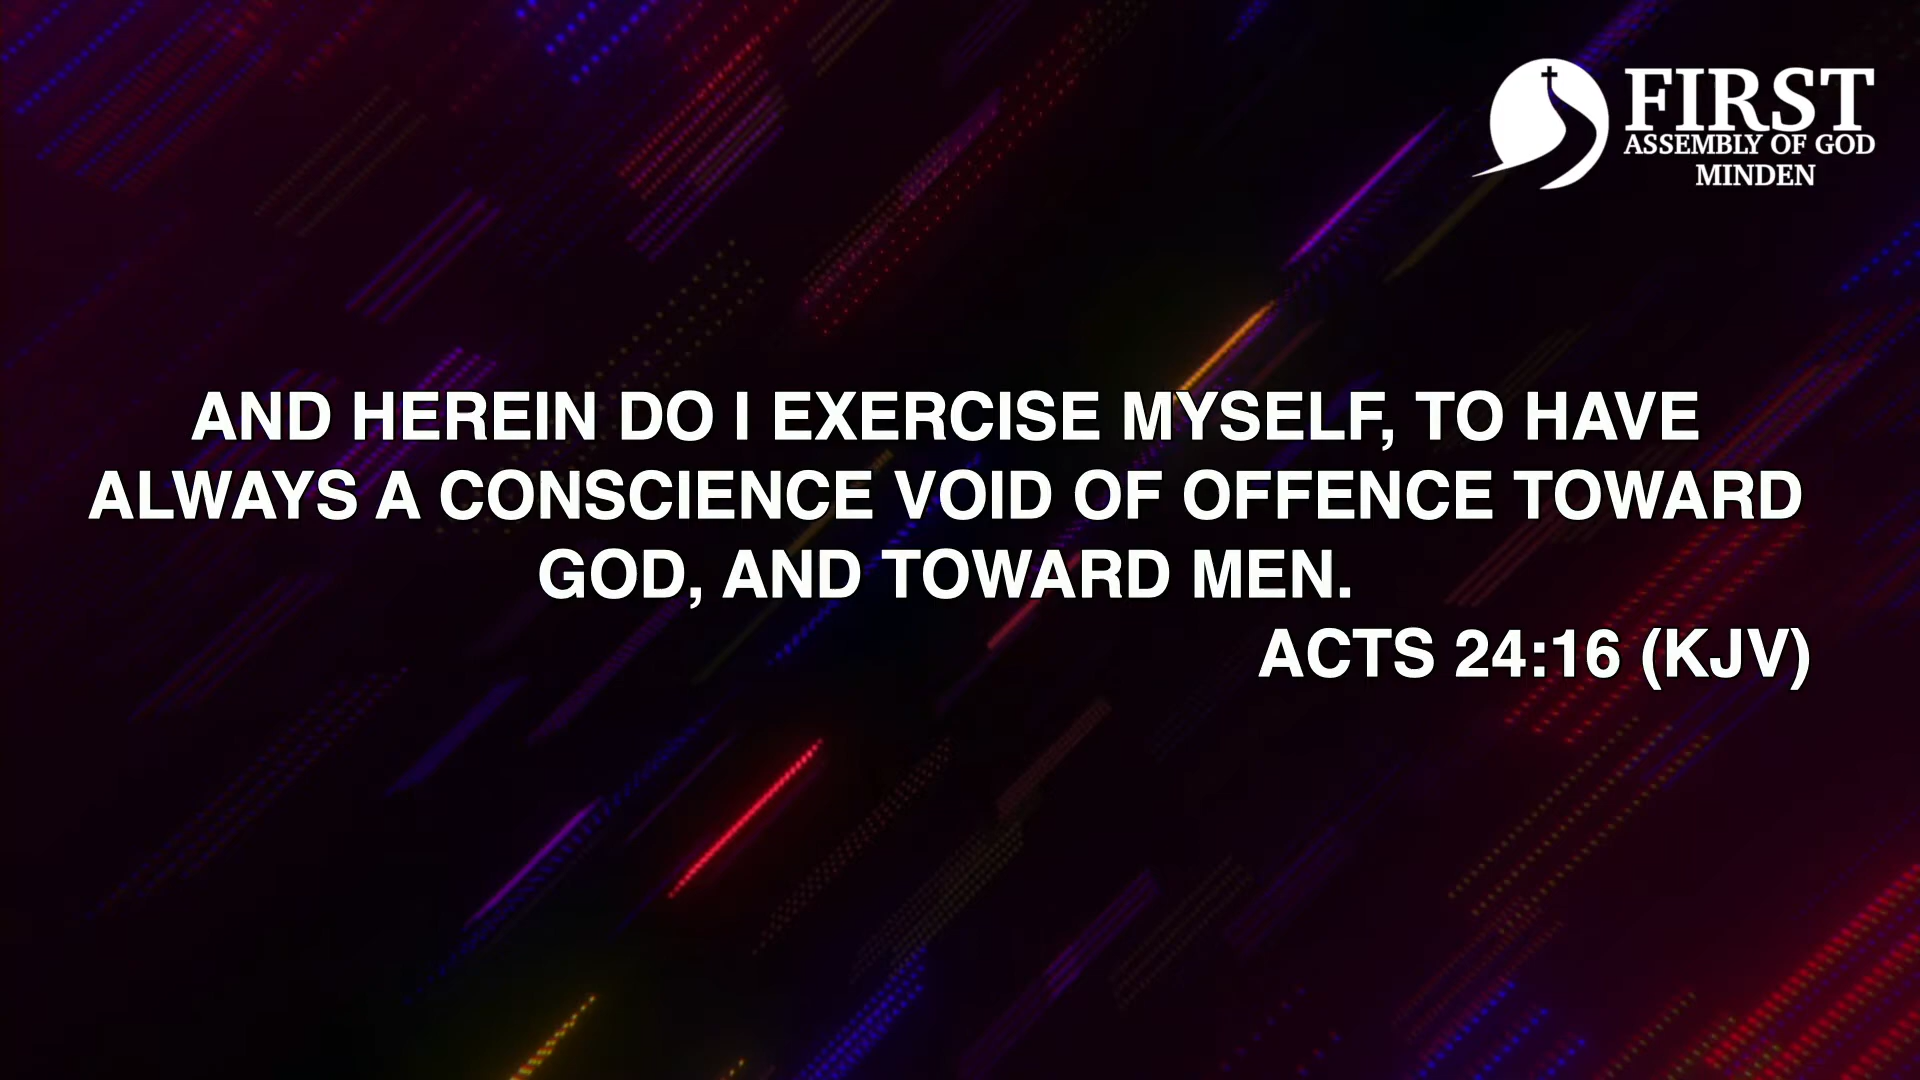 FIRST
ASSEMBLY OF GOD
MINDEN
AND HEREIN DO I EXERCISE MYSELF, TO HAVE
ALWAYS A CONSCIENCE VOID OF OFFENCE TOWARD
GOD, AND TOWARD MEN.
ACTS 24:16 (KJV)